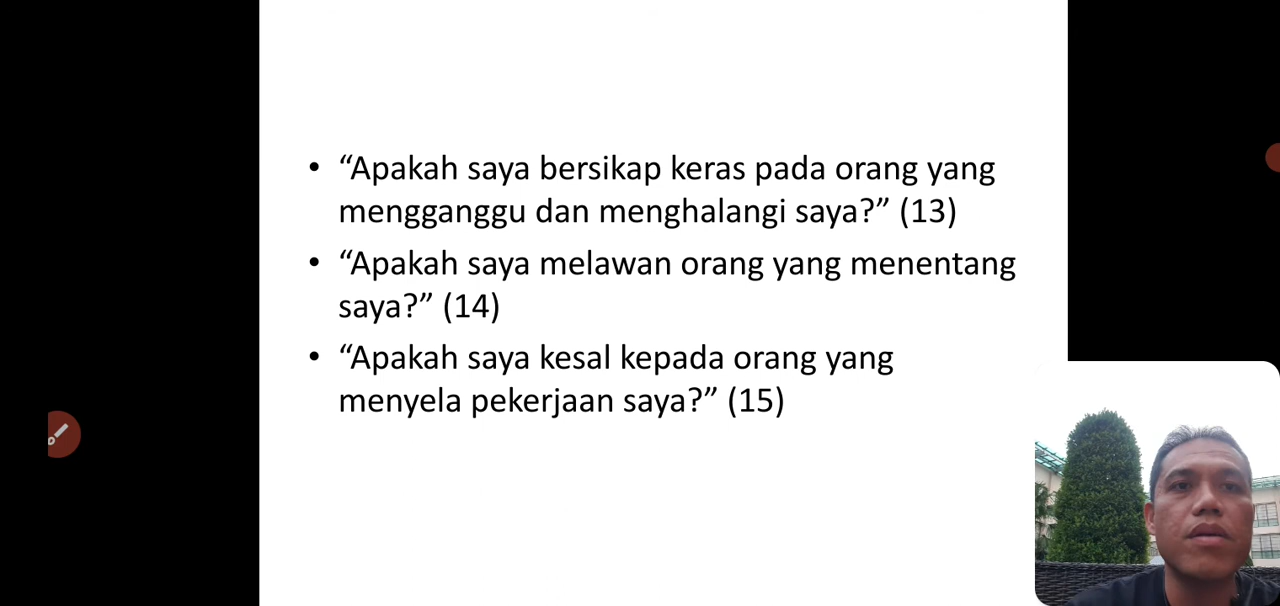 • “Apakah saya bersikap keras pada orang yang
mengganggu dan menghalangi saya?” (13)
• “Apakah saya melawan orang yang menentang
saya?” (14)
• “Apakah saya kesal kepada orang yang
menyela pekerjaan saya?” (15)